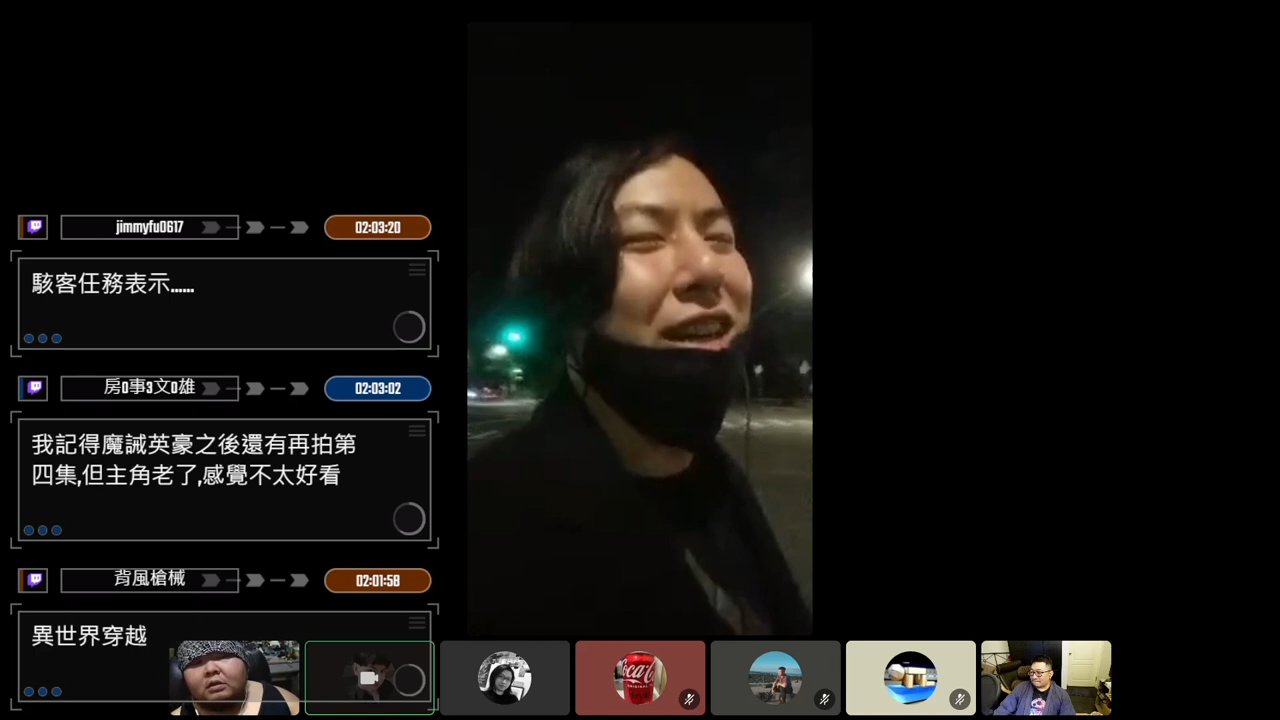 jimmyfu0617
02:03:20
駭客任務表示......
房0事3文0雄
02:03:02
我記得魔誡英豪之後還有再拍第
四集,但主角老了,感覺不太好看
背風槍械
02:01:58
異世界穿越
Coca
ORIGINAL